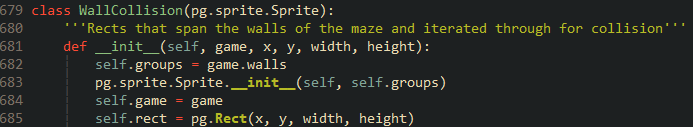 679 class WallCollision(pg.sprite.Sprite):
680     '''Rects that span the walls of the maze and iterated through for collision'''
681     def __init__(self, game, x, y, width, height):
682         self.groups = game.walls
683         pg.sprite.Sprite.__init__(self, self.groups)
684         self.game = game
685         self.rect = pg.Rect(x, y, width, height)